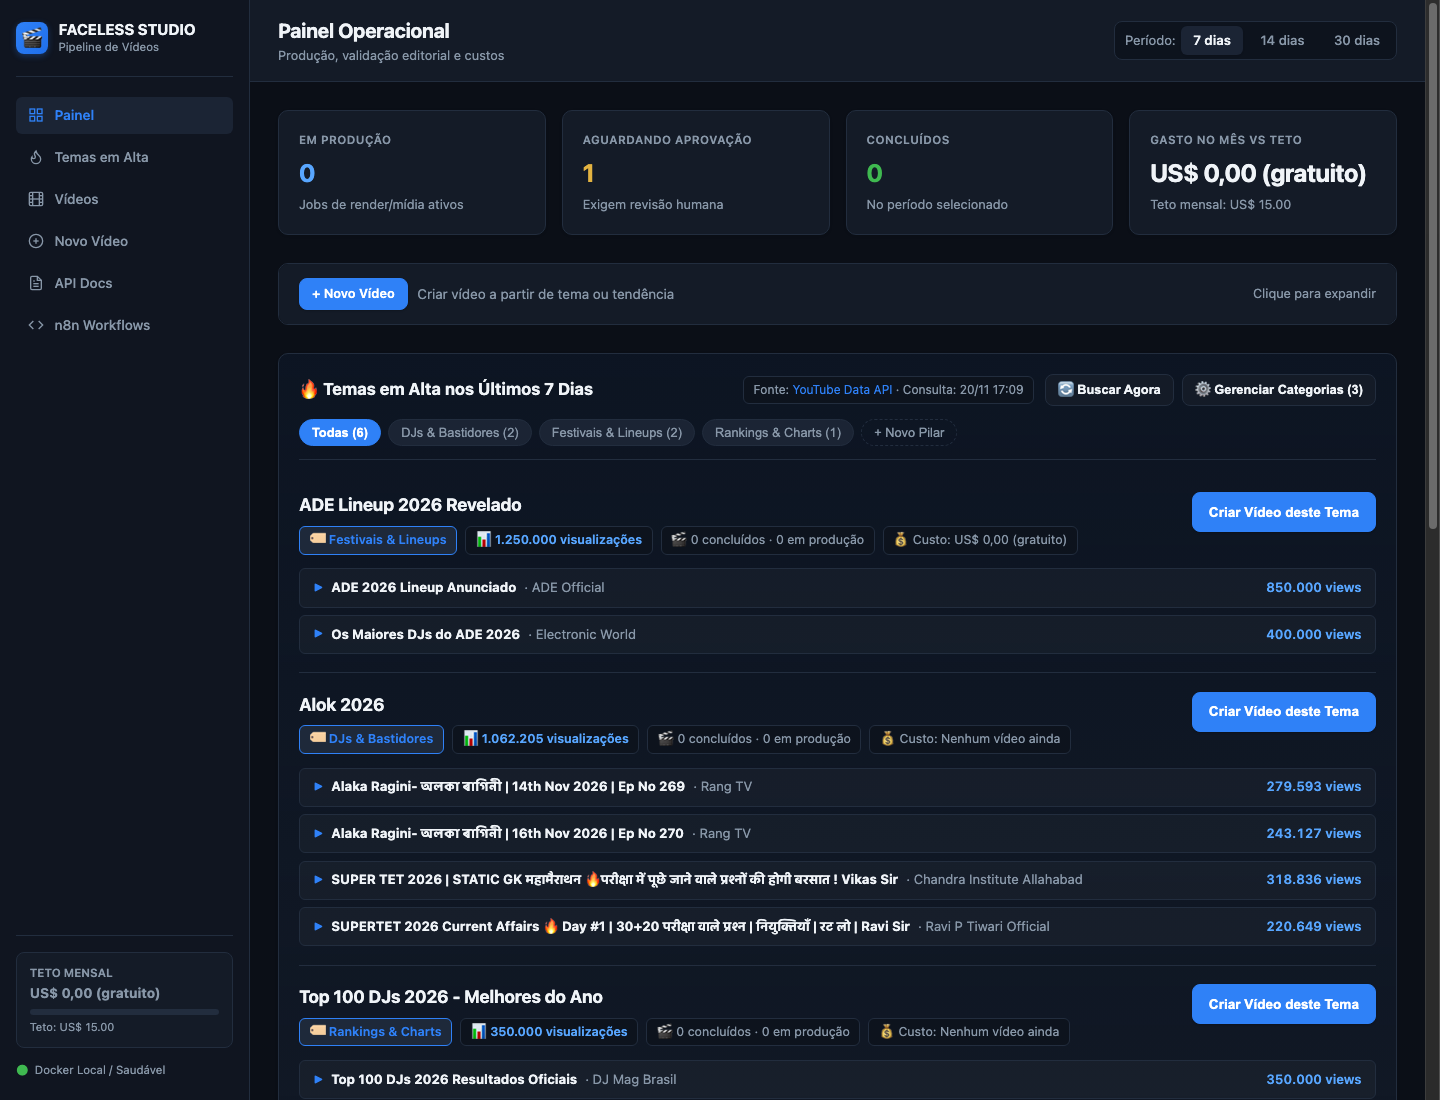 FACELESS STUDIO
Pipeline de Vídeos
Painel
Temas em Alta
Vídeos
Novo Vídeo
API Docs
n8n Workflows
TETO MENSAL
US$ 0,00 (gratuito)
Teto: US$ 15.00
Docker Local / Saudável
Painel Operacional
Produção, validação editorial e custos
Período: 7 dias 14 dias 30 dias
EM PRODUÇÃO
0
Jobs de render/mídia ativos
AGUARDANDO APROVAÇÃO
1
Exigem revisão humana
CONCLUÍDOS
0
No período selecionado
GASTO NO MÊS VS TETO
US$ 0,00 (gratuito)
Teto mensal: US$ 15.00
+ Novo Vídeo Criar vídeo a partir de tema ou tendência Clique para expandir
🔥 Temas em Alta nos Últimos 7 Dias Fonte: YouTube Data API · Consulta: 20/11 17:09 🔄 Buscar Agora ⚙️ Gerenciar Categorias (3)
Todas (6) DJs & Bastidores (2) Festivais & Lineups (2) Rankings & Charts (1) + Novo Pilar
ADE Lineup 2026 Revelado Criar Vídeo deste Tema
🏷️ Festivais & Lineups 📊 1.250.000 visualizações 🎬 0 concluídos · 0 em produção 💰 Custo: US$ 0,00 (gratuito)
▶ ADE 2026 Lineup Anunciado · ADE Official 850.000 views
▶ Os Maiores DJs do ADE 2026 · Electronic World 400.000 views
Alok 2026 Criar Vídeo deste Tema
🏷️ DJs & Bastidores 📊 1.062.205 visualizações 🎬 0 concluídos · 0 em produção 💰 Custo: Nenhum vídeo ainda
▶ Alaka Ragini- অলকা ৰাগিনী | 14th Nov 2026 | Ep No 269 · Rang TV 279.593 views
▶ Alaka Ragini- অলকা ৰাগিনী | 16th Nov 2026 | Ep No 270 · Rang TV 243.127 views
▶ SUPER TET 2026 | STATIC GK महामैराथन 🔥परीक्षा में पूछे जाने वाले प्रश्नों की होगी बरसात ! Vikas Sir · Chandra Institute Allahabad 318.836 views
▶ SUPERTET 2026 Current Affairs 🔥 Day #1 | 30+20 परीक्षा वाले प्रश्न | नियुक्तियाँ | रट लो | Ravi Sir · Ravi P Tiwari Official 220.649 views
Top 100 DJs 2026 - Melhores do Ano Criar Vídeo deste Tema
🏷️ Rankings & Charts 📊 350.000 visualizações 🎬 0 concluídos · 0 em produção 💰 Custo: Nenhum vídeo ainda
▶ Top 100 DJs 2026 Resultados Oficiais · DJ Mag Brasil 350.000 views